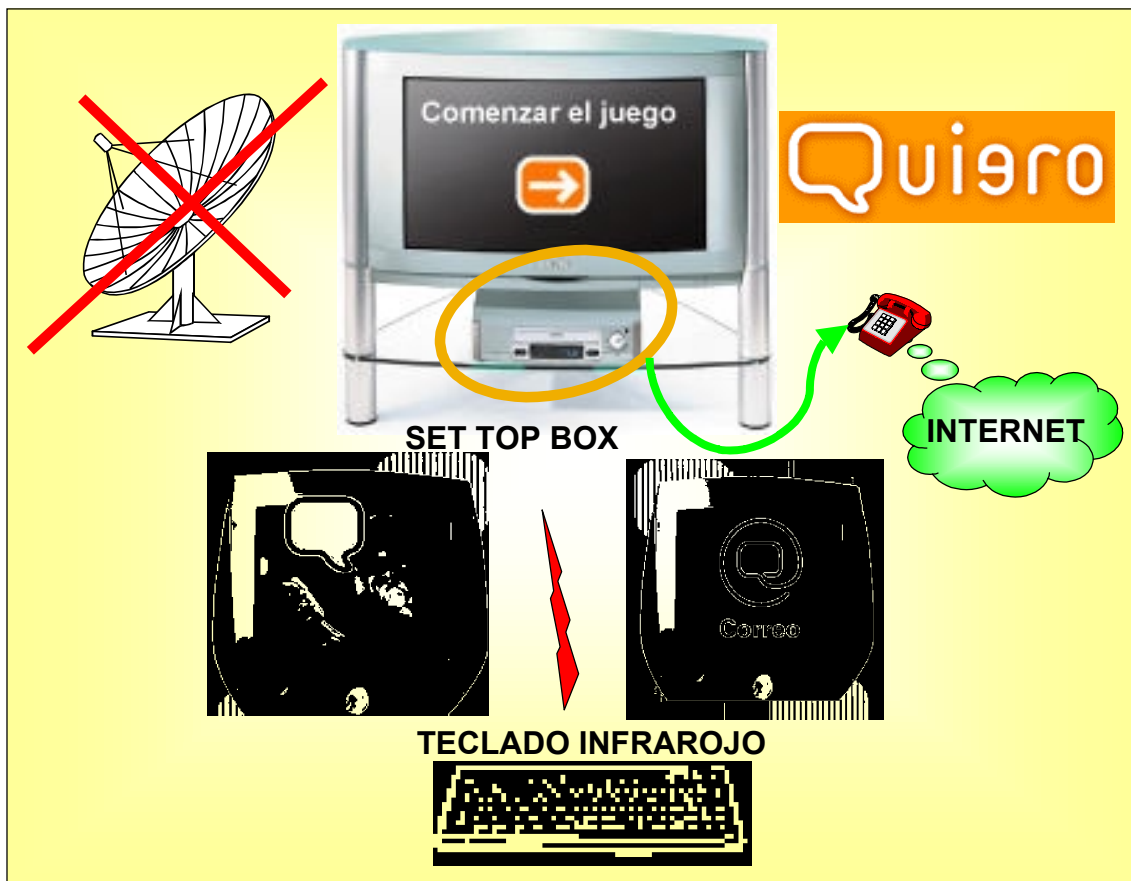 Comenzar el juego
Quiero
SET TOP BOX
INTERNET
Correo
TECLADO INFRAROJO